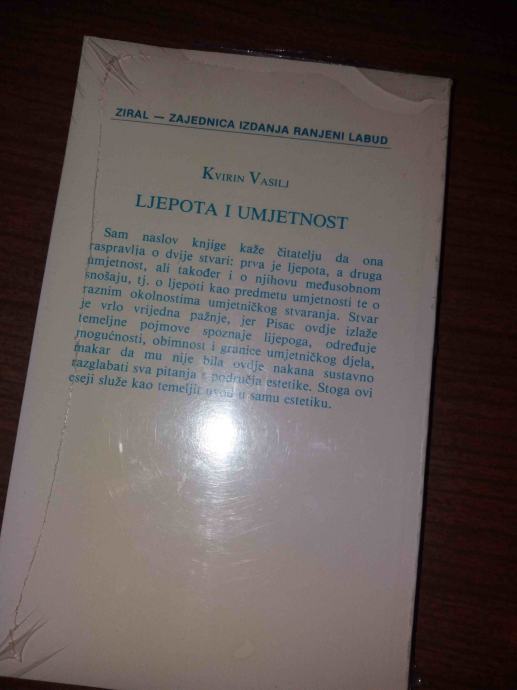 ZIRAL — ZAJEDNICA IZDANJA RANJENI LABUD
KVIRIN VASILJ
LJEPOTA I UMJETNOST
Sam naslov knjige kaže čitatelju da ona
raspravlja o dvije stvari: prva je ljepota, a druga
umjetnost, ali također i o njihovu međusobnom
snošaju, tj. o ljepoti kao predmetu umjetnosti te o
raznim okolnostima umjetničkog stvaranja. Stvar
je vrlo vrijedna pažnje, jer Pisac ovdje izlaže
temeljne pojmove spoznaje lijepoga, određuje
mogućnosti, obimnost i granice umjetničkog djela,
makar da mu nije bila ovdje nakana sustavno
razglabati sva pitanja s područja estetike. Stoga ovi
eseji služe kao temeljit uvod u samu estetiku.